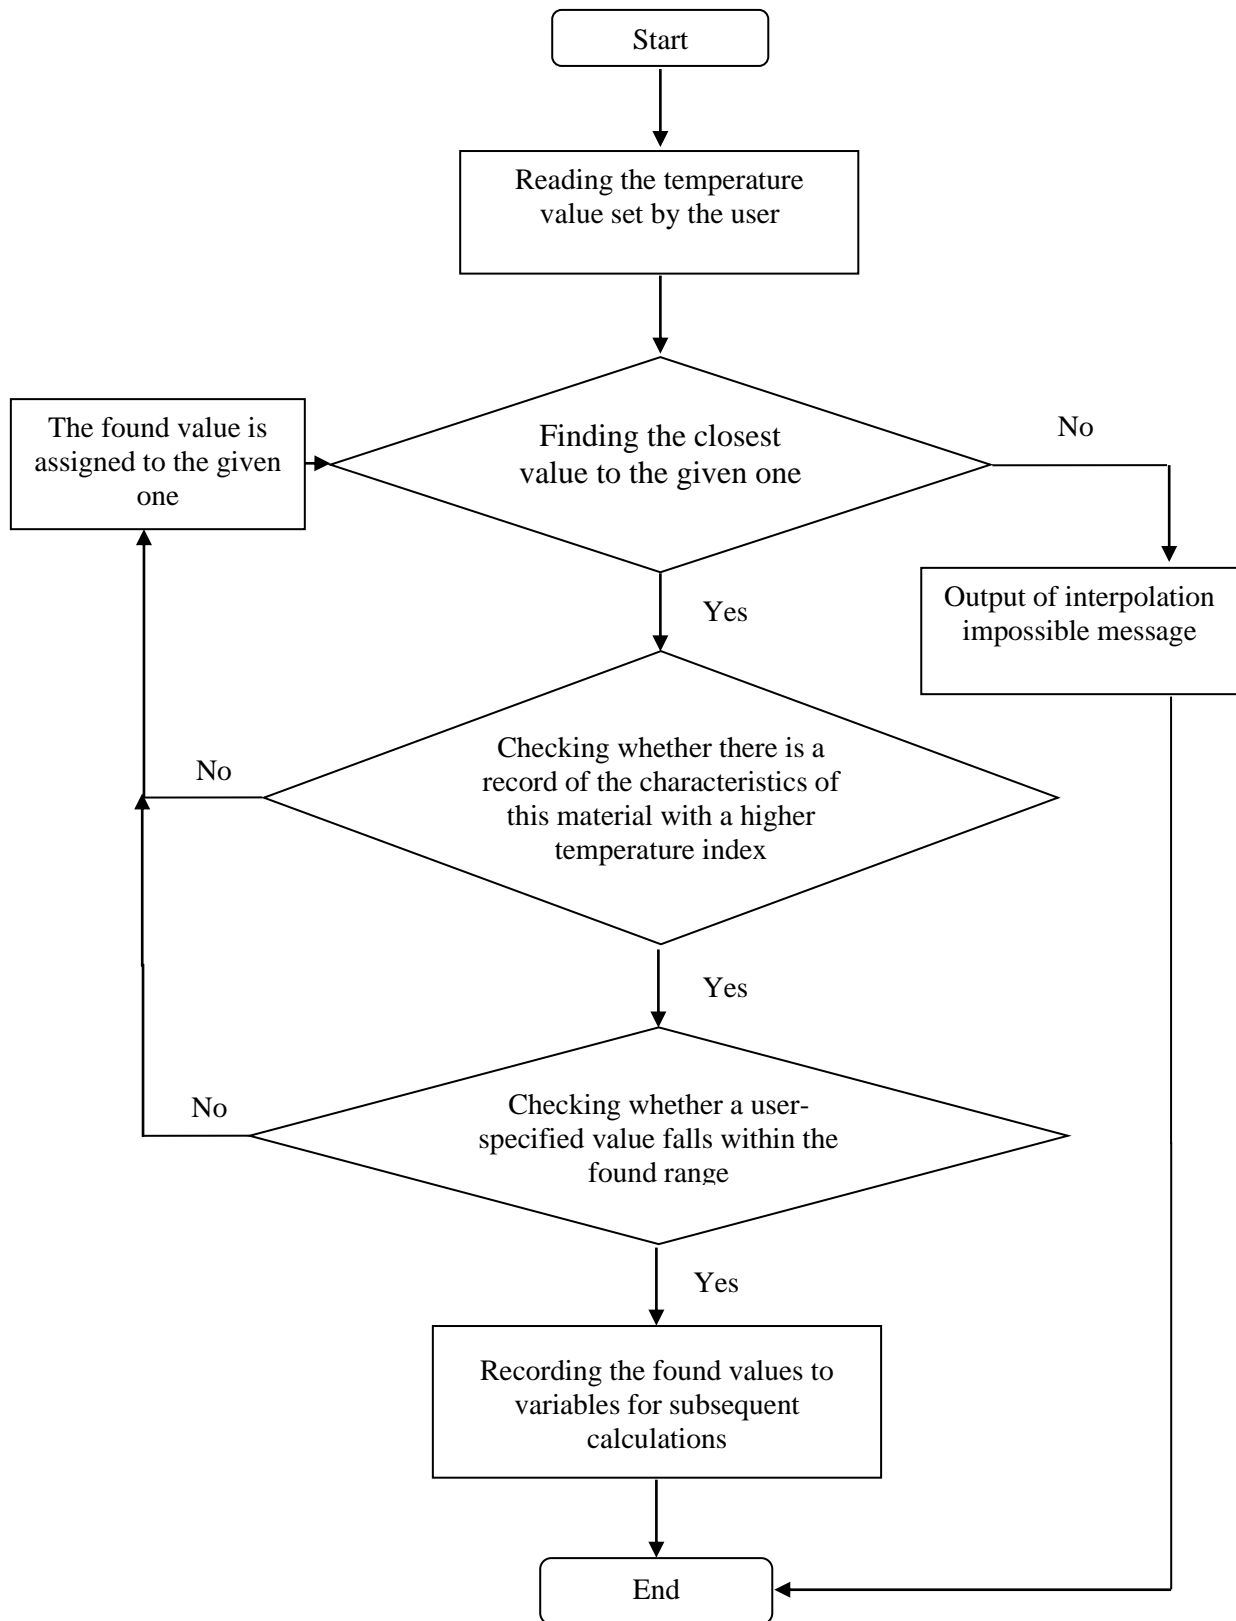 Start
Reading the temperature
value set by the user
The found value is
assigned to the given
one
Finding the closest
value to the given one
No
Yes
Output of interpolation
impossible message
No
Checking whether there is a
record of the characteristics of
this material with a higher
temperature index
Yes
No
Checking whether a user-
specified value falls within the
found range
Yes
Recording the found values to
variables for subsequent
calculations
End